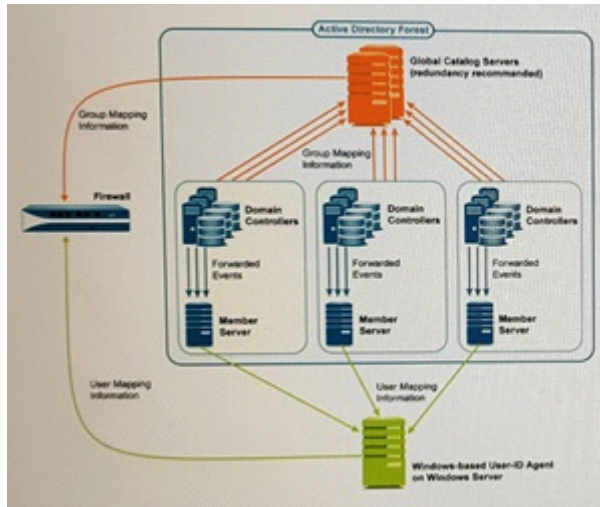 Active Directory Forest
Global Catalog Servers
(redundancy recommended)
Group Mapping
Information
Group Mapping
Information
Firewall
Domain
Controllers
Domain
Controllers
Domain
Controllers
Forwarded
Events
Forwarded
Events
Forwarded
Events
Member
Server
Member
Server
Member
Server
User Mapping
Information
User Mapping
Information
Windows-based User-ID Agent
on Windows Server